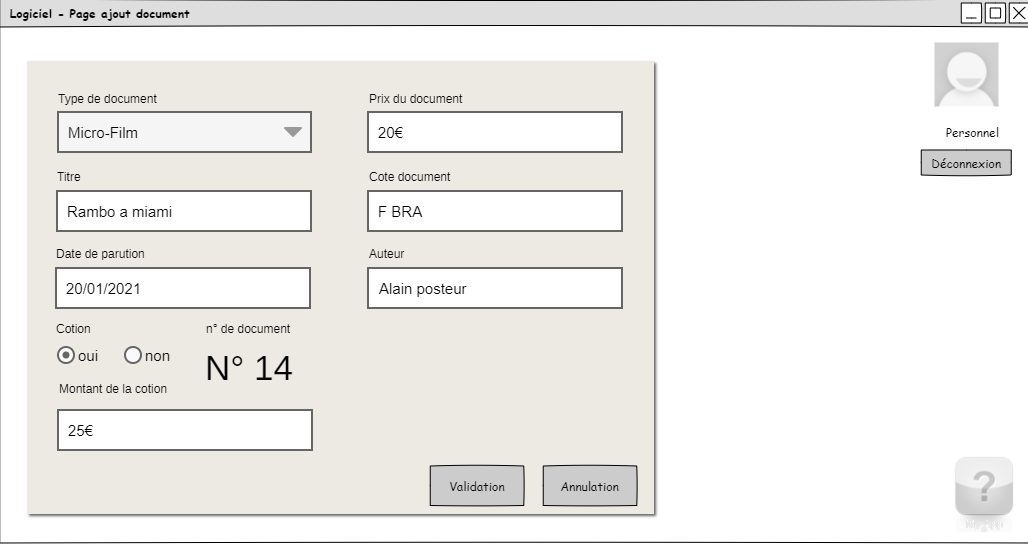 Logiciel - Page ajout document
Type de document
Micro-Film
Prix du document
20€
Titre
Rambo a miami
Cote document
F BRA
Date de parution
20/01/2021
Auteur
Alain posteur
Cotion
oui
non
n° de document
N° 14
Montant de la cotion
25€
Validation
Annulation
Personnel
Déconnexion
?